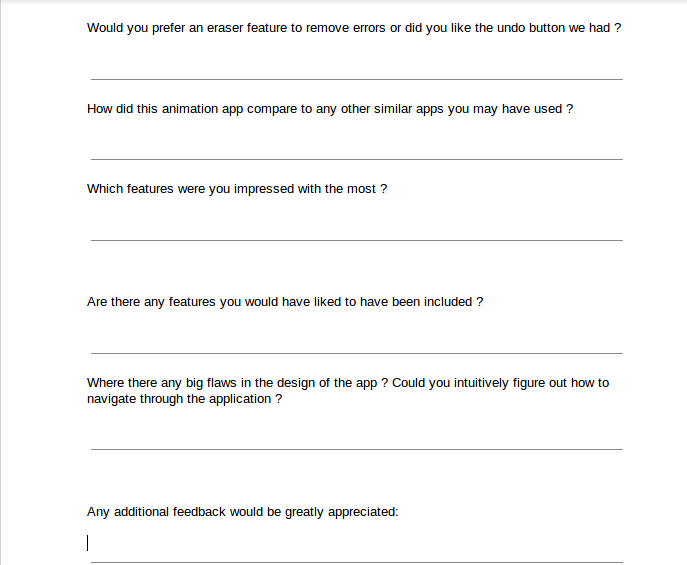 Would you prefer an eraser feature to remove errors or did you like the undo button we had ?
How did this animation app compare to any other similar apps you may have used ?
Which features were you impressed with the most ?
Are there any features you would have liked to have been included ?
Where there any big flaws in the design of the app ? Could you intuitively figure out how to
navigate through the application ?
Any additional feedback would be greatly appreciated: